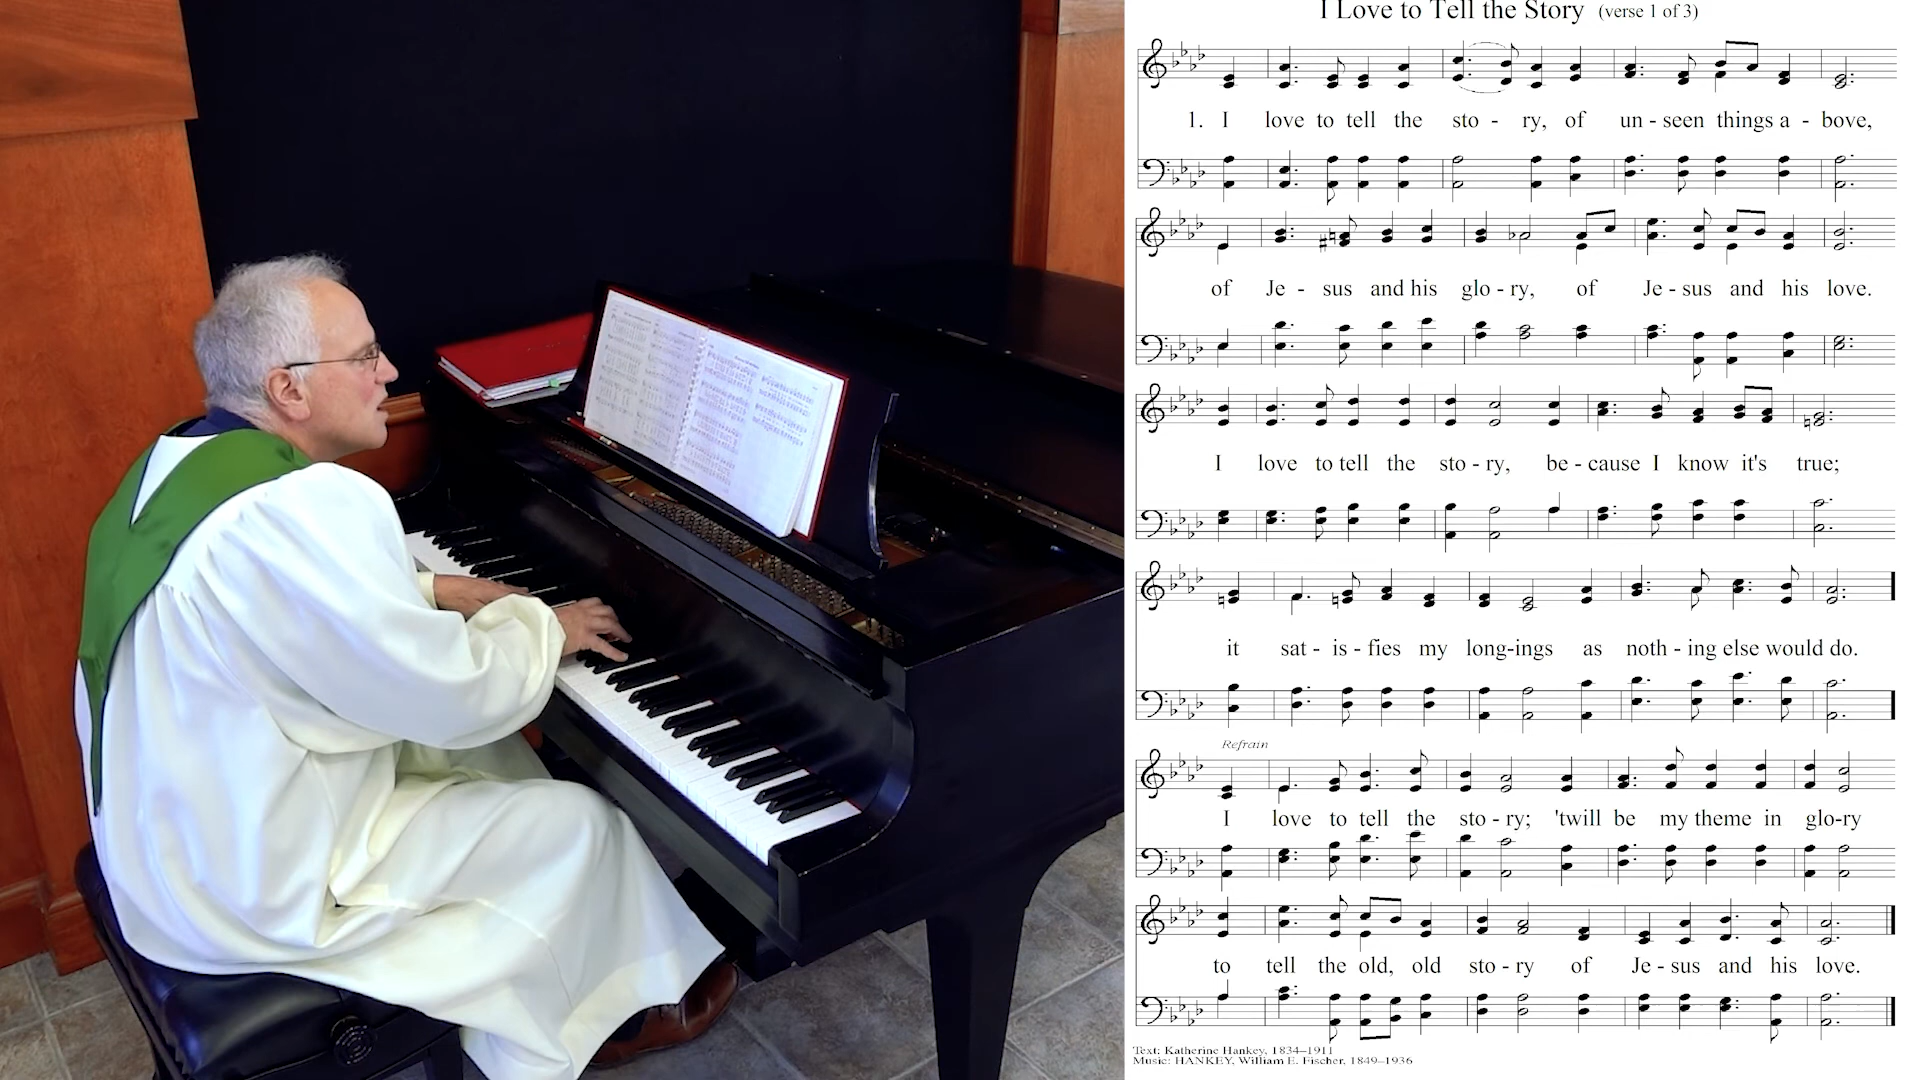 I Love to Tell the Story (verse 1 of 3)
1. I love to tell the sto - ry, of un - seen things a - bove,
of Je - sus and his glo - ry, of Je - sus and his love.
I love to tell the sto - ry, be - cause I know it's true;
it sat - is - fies my long-ings as noth - ing else would do.
Refrain
I love to tell the sto - ry; 'twill be my theme in glo-ry
to tell the old, old sto - ry of Je - sus and his love.
Text: Katherine Hankey, 1834–1911
Music: HANKEY, William E. Fischer, 1849–1936